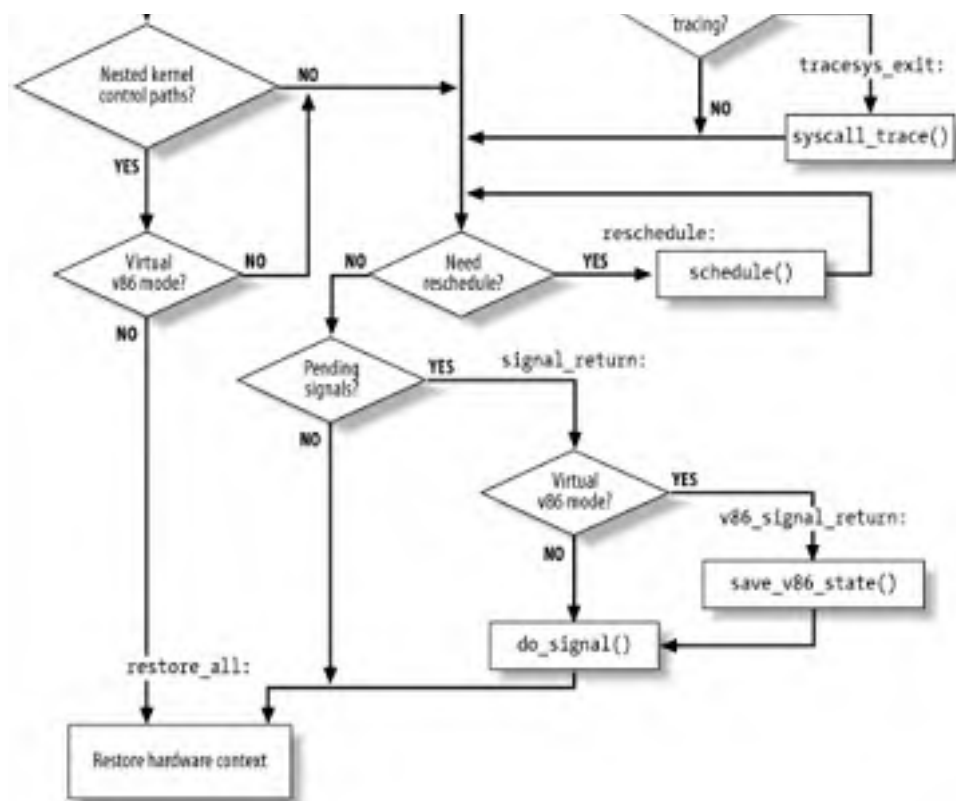 tracing?
Nested kernel
control paths?
NO
tracesys_exit:
NO
syscall_trace()
YES
reschedule:
Virtual
v86 mode?
NO
NO
Need
reschedule?
YES
schedule()
NO
Pending
signals?
YES
signal_return:
NO
Virtual
v86 mode?
YES
v86_signal_return:
NO
save_v86_state()
do_signal()
restore_all:
Restore hardware context